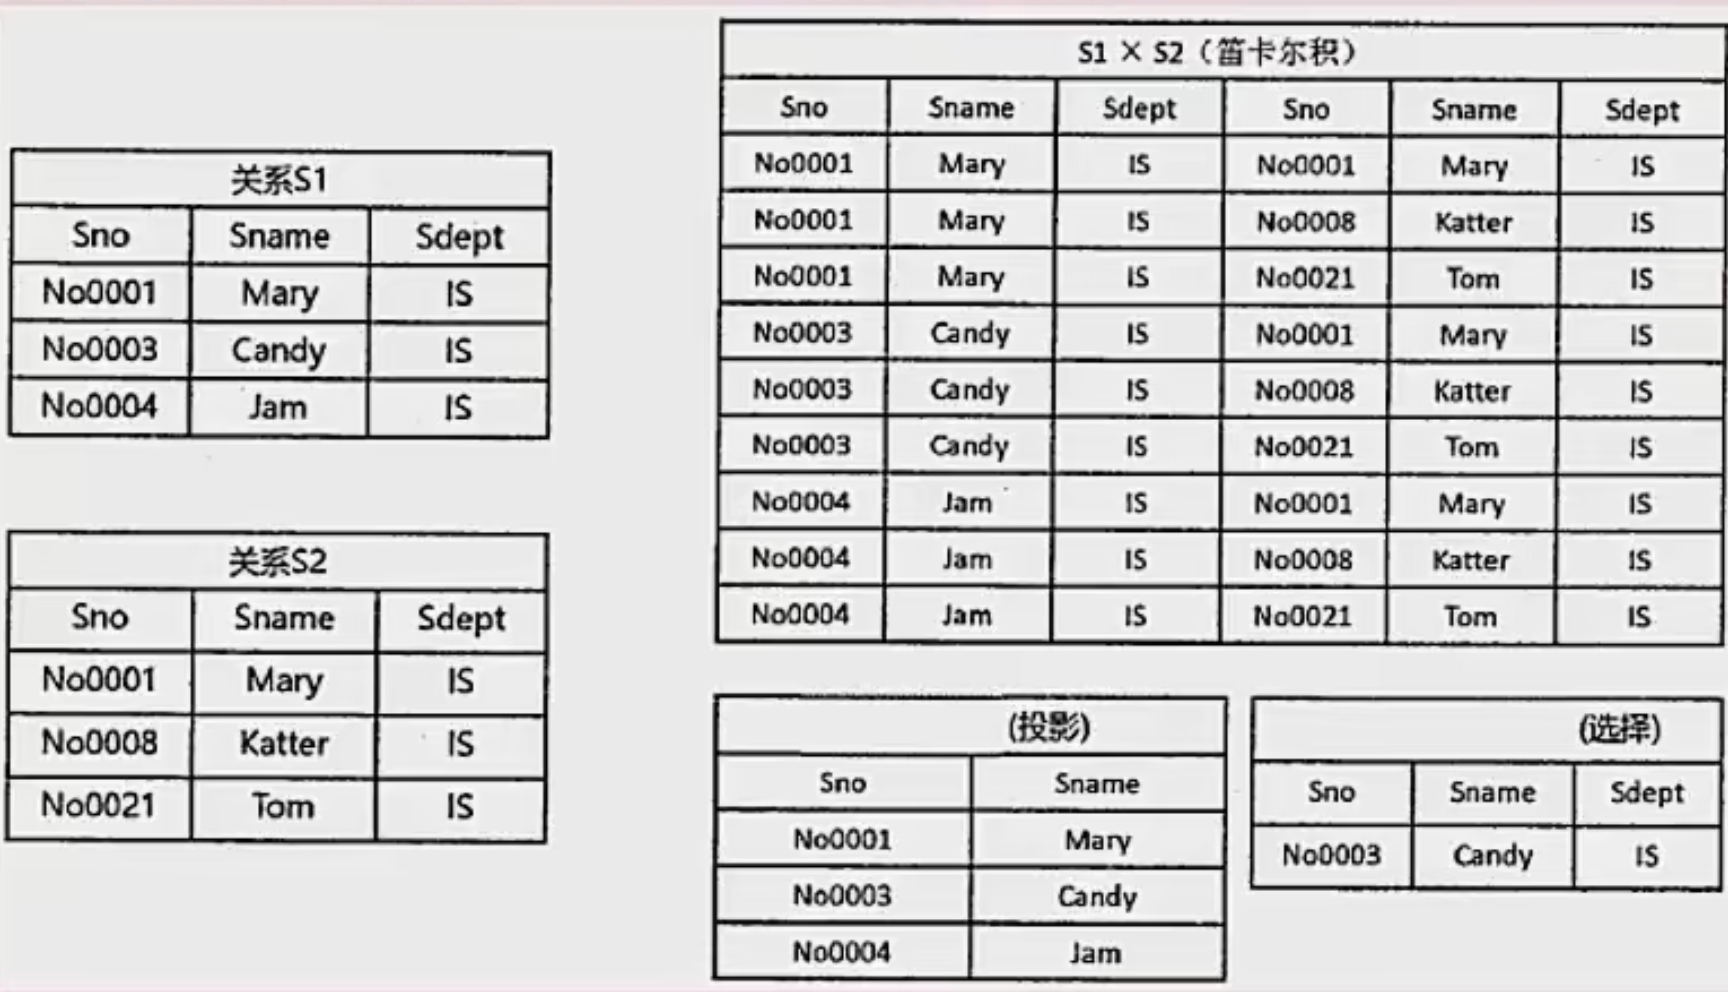 关系S1
Sno Sname Sdept
No0001 Mary IS
No0003 Candy IS
No0004 Jam IS
关系S2
Sno Sname Sdept
No0001 Mary IS
No0008 Katter IS
No0021 Tom IS
S1 × S2（笛卡尔积）
Sno Sname Sdept Sno Sname Sdept
No0001 Mary IS No0001 Mary IS
No0001 Mary IS No0008 Katter IS
No0001 Mary IS No0021 Tom IS
No0003 Candy IS No0001 Mary IS
No0003 Candy IS No0008 Katter IS
No0003 Candy IS No0021 Tom IS
No0004 Jam IS No0001 Mary IS
No0004 Jam IS No0008 Katter IS
No0004 Jam IS No0021 Tom IS
(投影)
Sno Sname
No0001 Mary
No0003 Candy
No0004 Jam
(选择)
Sno Sname Sdept
No0003 Candy IS